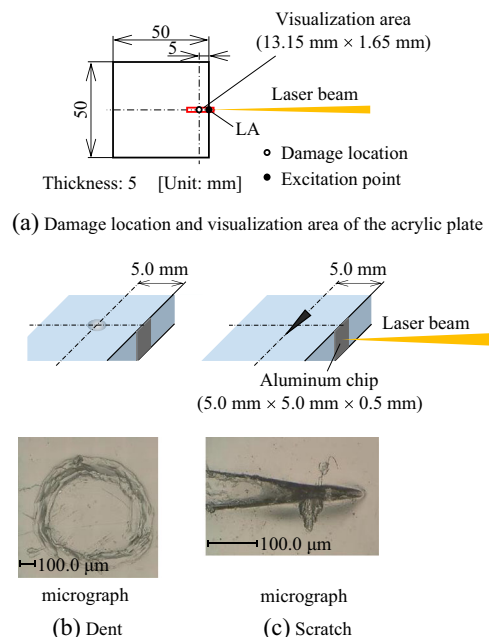 50
5
Visualization area
(13.15 mm × 1.65 mm)
50
Laser beam
LA
Damage location
Excitation point
Thickness: 5 [Unit: mm]
(a) Damage location and visualization area of the acrylic plate
5.0 mm
5.0 mm
Laser beam
Aluminum chip
(5.0 mm × 5.0 mm × 0.5 mm)
100.0 μm
100.0 μm
micrograph
micrograph
(b) Dent
(c) Scratch